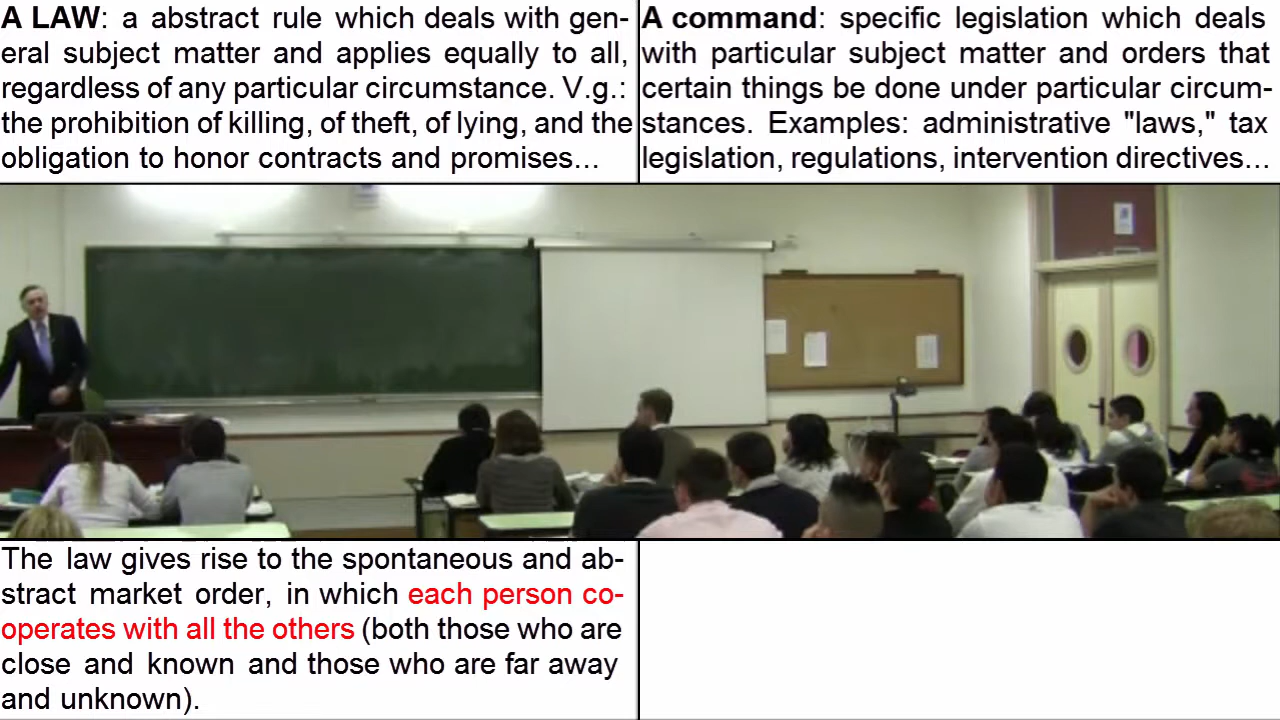 A LAW: a abstract rule which deals with gen-
eral subject matter and applies equally to all,
regardless of any particular circumstance. V.g.:
the prohibition of killing, of theft, of lying, and the
obligation to honor contracts and promises...
A command: specific legislation which deals
with particular subject matter and orders that
certain things be done under particular circum-
stances. Examples: administrative "laws," tax
legislation, regulations, intervention directives...
The law gives rise to the spontaneous and ab-
stract market order, in which each person co-
operates with all the others (both those who are
close and known and those who are far away
and unknown).